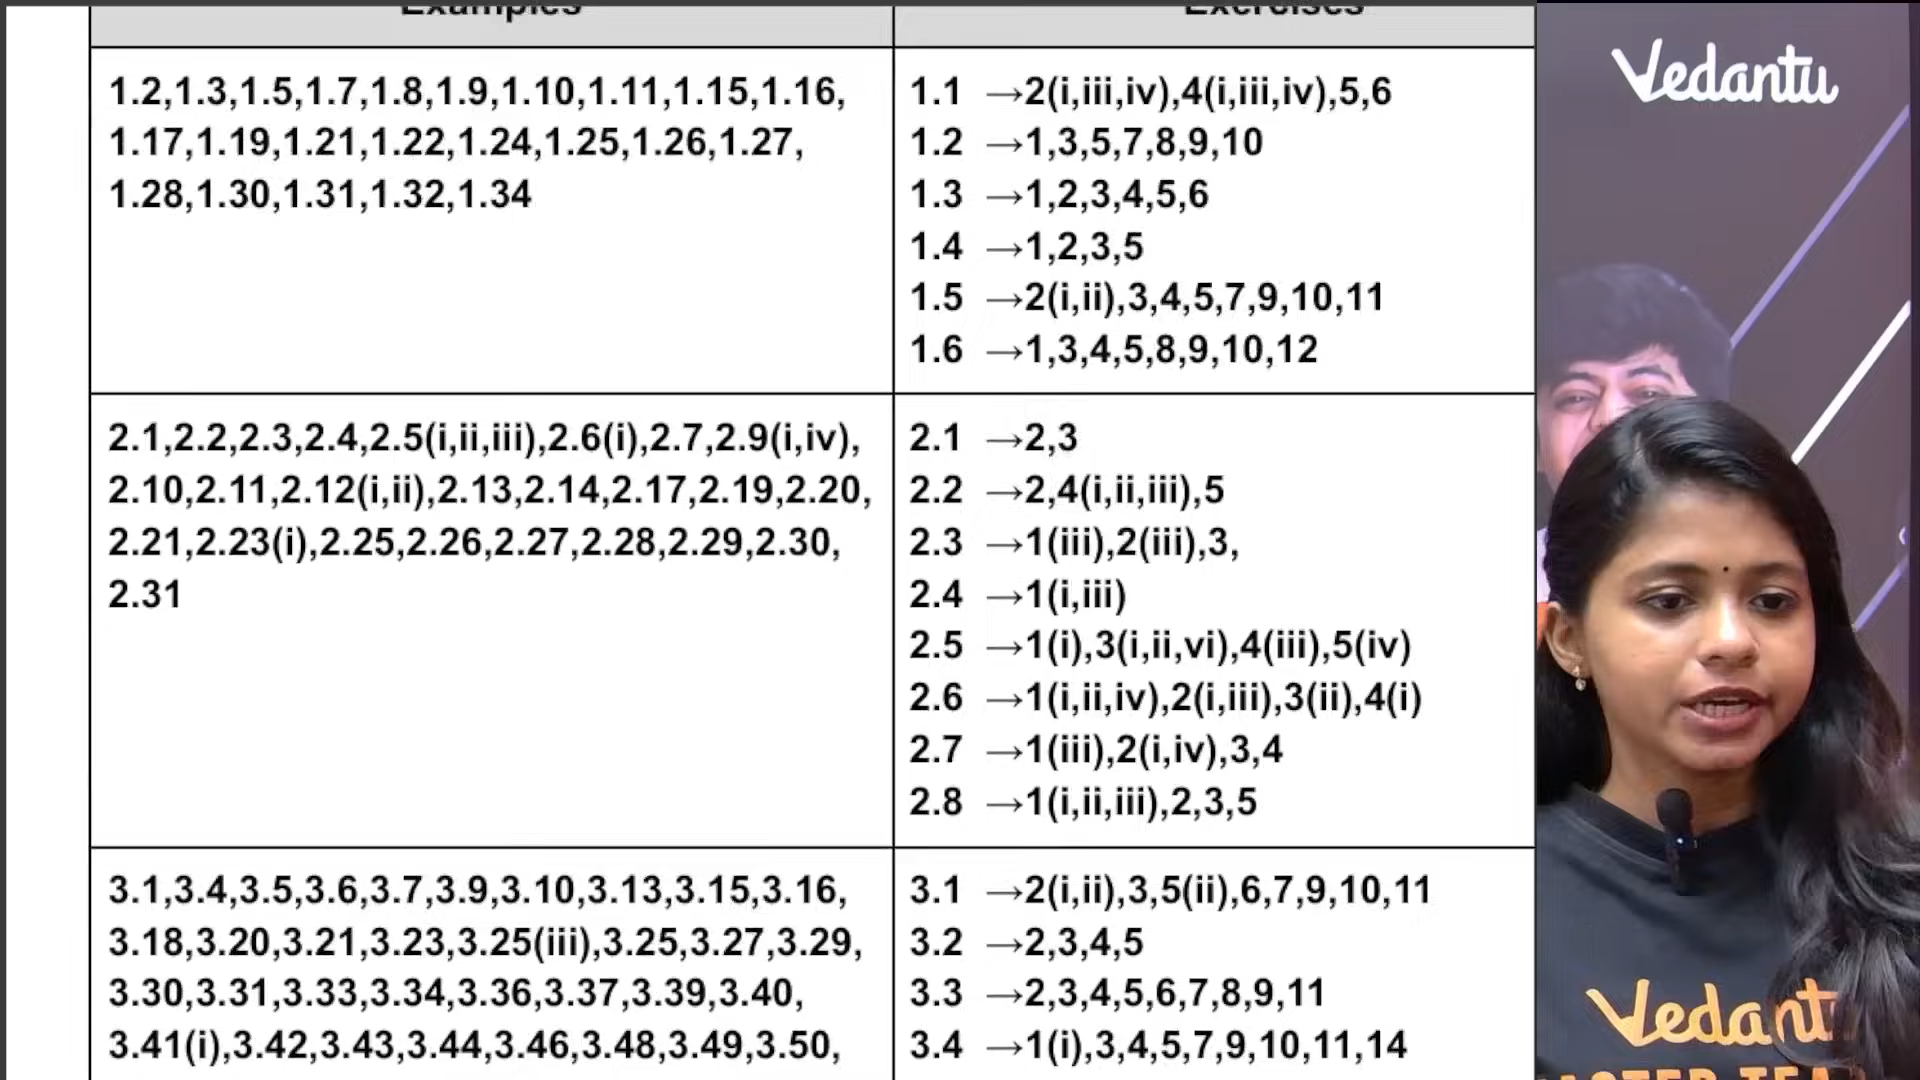 Examples
Exercises
1.2,1.3,1.5,1.7,1.8,1.9,1.10,1.11,1.15,1.16,
1.17,1.19,1.21,1.22,1.24,1.25,1.26,1.27,
1.28,1.30,1.31,1.32,1.34
1.1 →2(i,iii,iv),4(i,iii,iv),5,6
1.2 →1,3,5,7,8,9,10
1.3 →1,2,3,4,5,6
1.4 →1,2,3,5
1.5 →2(i,ii),3,4,5,7,9,10,11
1.6 →1,3,4,5,8,9,10,12
2.1,2.2,2.3,2.4,2.5(i,ii,iii),2.6(i),2.7,2.9(i,iv),
2.10,2.11,2.12(i,ii),2.13,2.14,2.17,2.19,2.20,
2.21,2.23(i),2.25,2.26,2.27,2.28,2.29,2.30,
2.31
2.1 →2,3
2.2 →2,4(i,ii,iii),5
2.3 →1(iii),2(iii),3,
2.4 →1(i,iii)
2.5 →1(i),3(i,ii,vi),4(iii),5(iv)
2.6 →1(i,ii,iv),2(i,iii),3(ii),4(i)
2.7 →1(iii),2(i,iv),3,4
2.8 →1(i,ii,iii),2,3,5
3.1,3.4,3.5,3.6,3.7,3.9,3.10,3.13,3.15,3.16,
3.18,3.20,3.21,3.23,3.25(iii),3.25,3.27,3.29,
3.30,3.31,3.33,3.34,3.36,3.37,3.39,3.40,
3.41(i),3.42,3.43,3.44,3.46,3.48,3.49,3.50,
3.1 →2(i,ii),3,5(ii),6,7,9,10,11
3.2 →2,3,4,5
3.3 →2,3,4,5,6,7,8,9,11
3.4 →1(i),3,4,5,7,9,10,11,14
Vedantu
Vedant